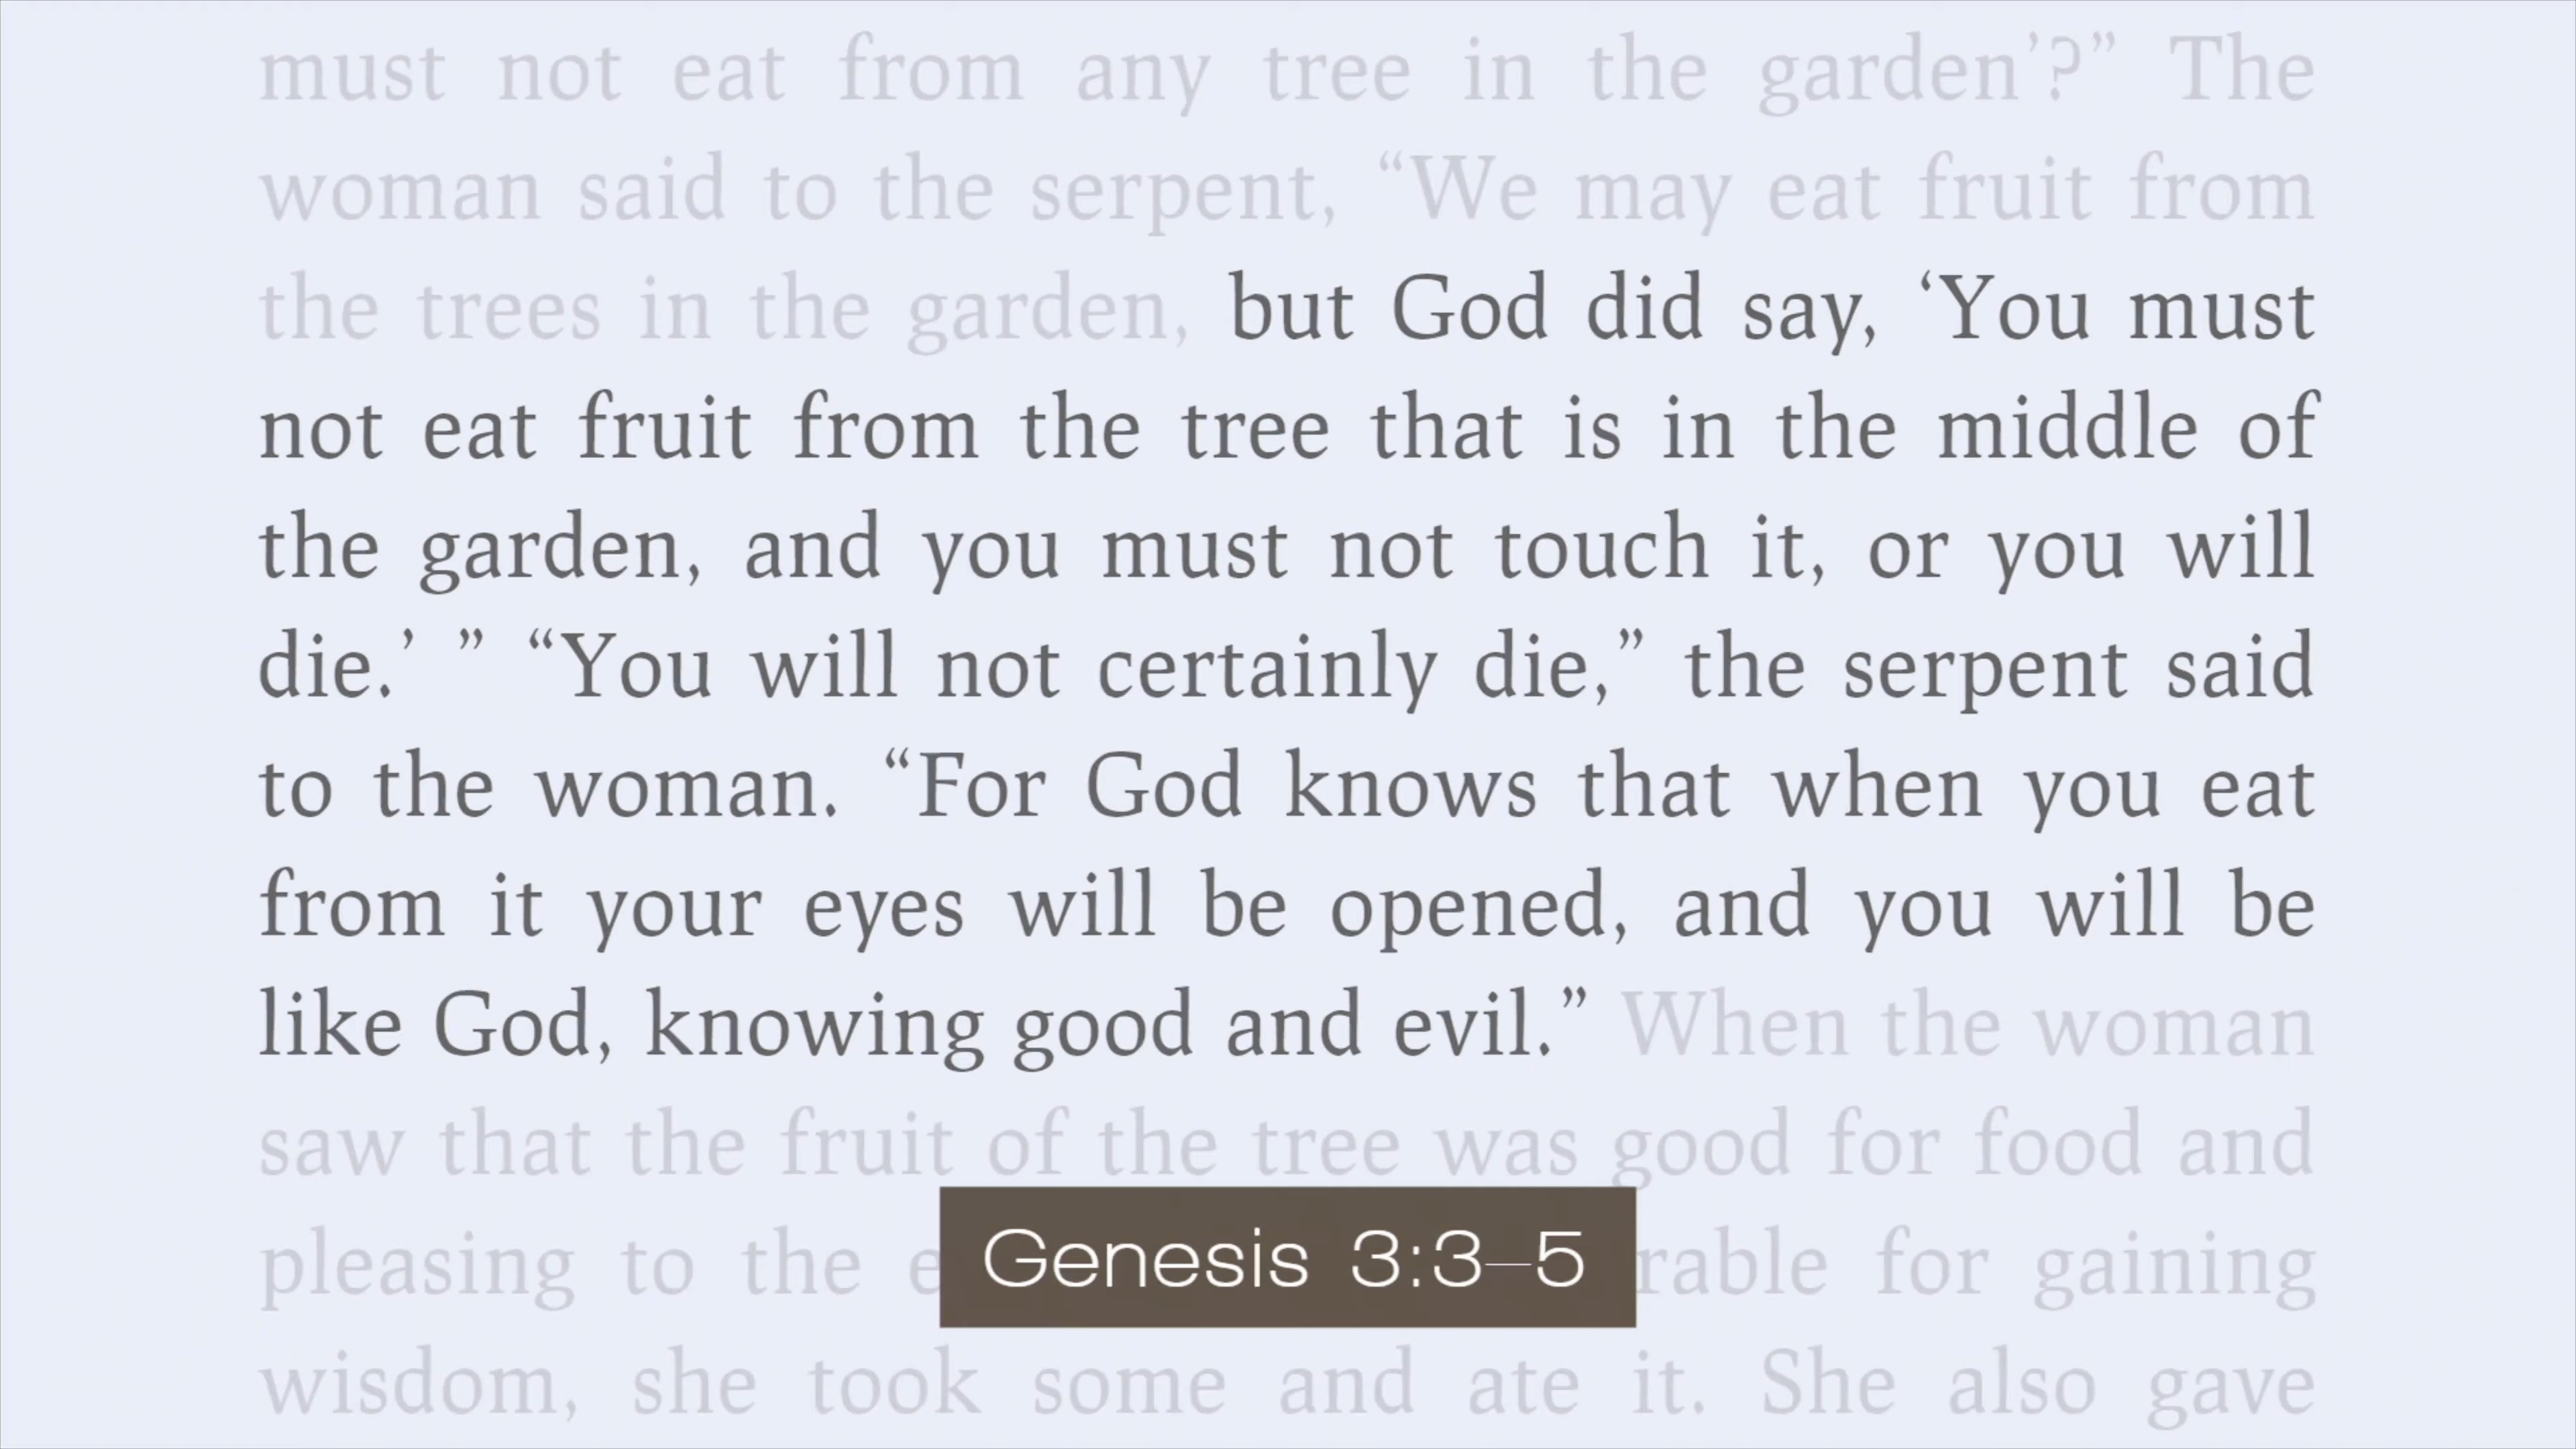 must not eat from any tree in the garden’?” The
woman said to the serpent, “We may eat fruit from
the trees in the garden, but God did say, ‘You must
not eat fruit from the tree that is in the middle of
the garden, and you must not touch it, or you will
die.’ ” “You will not certainly die,” the serpent said
to the woman. “For God knows that when you eat
from it your eyes will be opened, and you will be
like God, knowing good and evil.” When the woman
saw that the fruit of the tree was good for food and
pleasing to the for gaining
Genesis 3:3–5
wisdom, she took some and ate it. She also gave